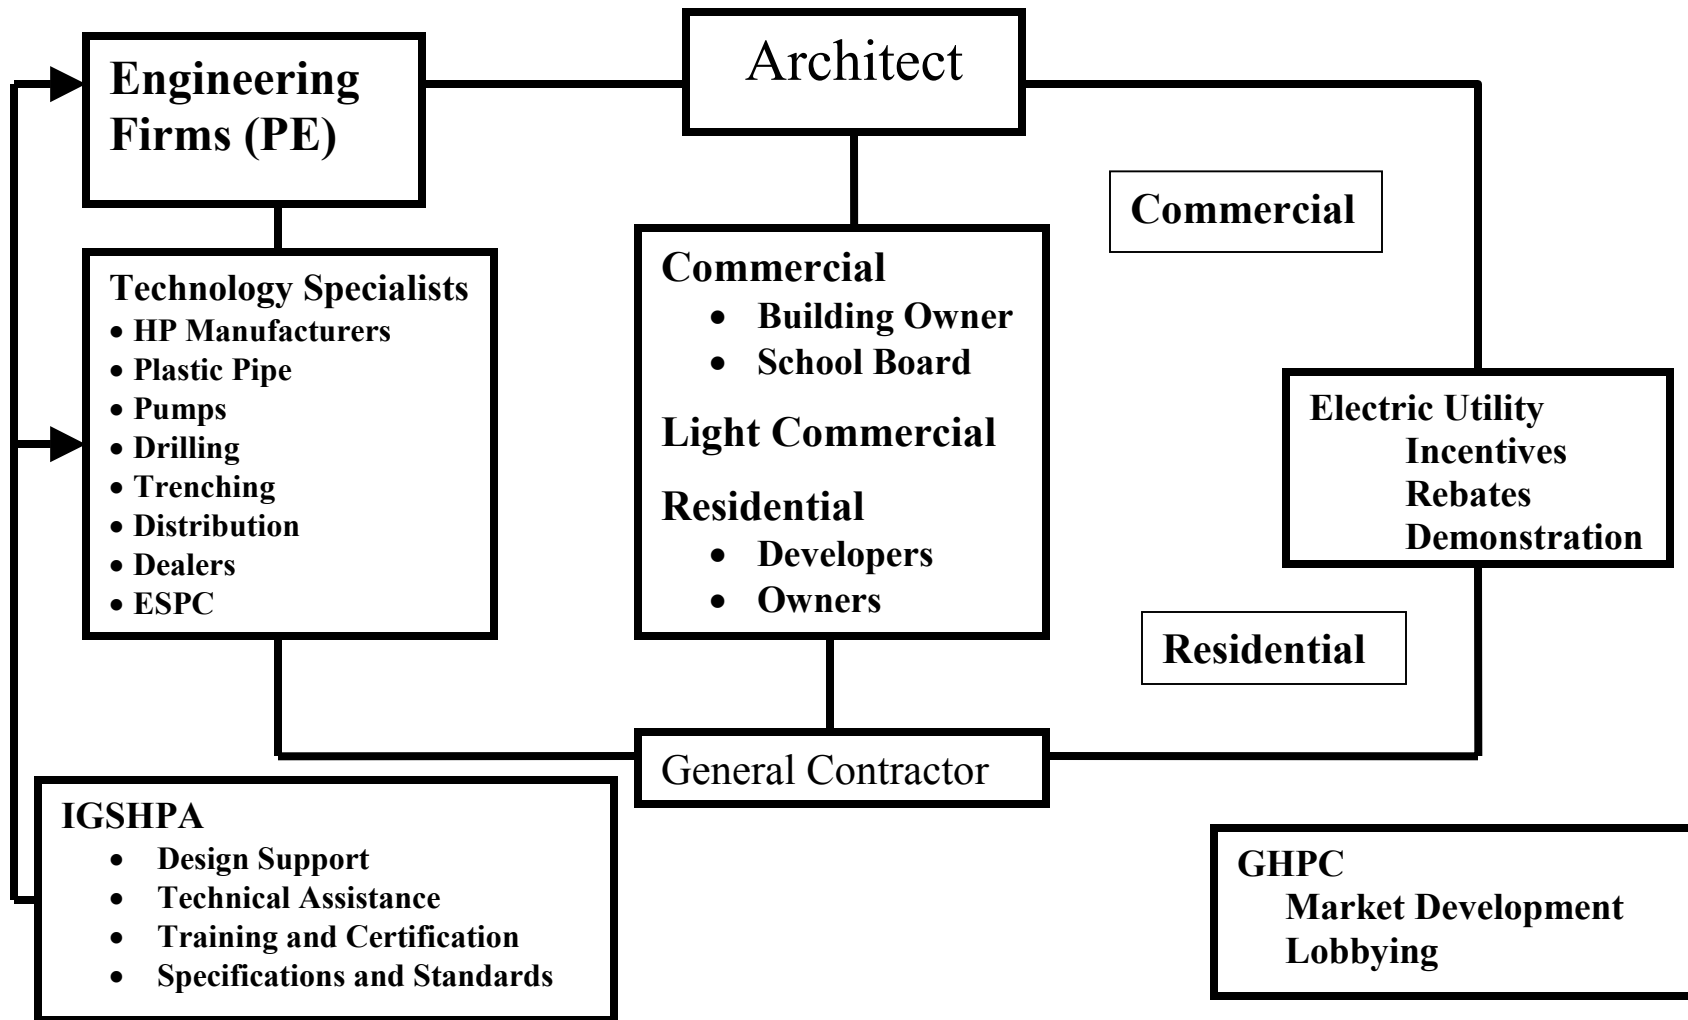 Engineering
Firms (PE)
Architect
Commercial
Technology Specialists
• HP Manufacturers
• Plastic Pipe
• Pumps
• Drilling
• Trenching
• Distribution
• Dealers
• ESPC
Commercial
• Building Owner
• School Board
Light Commercial
Residential
• Developers
• Owners
Electric Utility
Incentives
Rebates
Demonstration
Residential
General Contractor
IGSHPA
• Design Support
• Technical Assistance
• Training and Certification
• Specifications and Standards
GHPC
Market Development
Lobbying